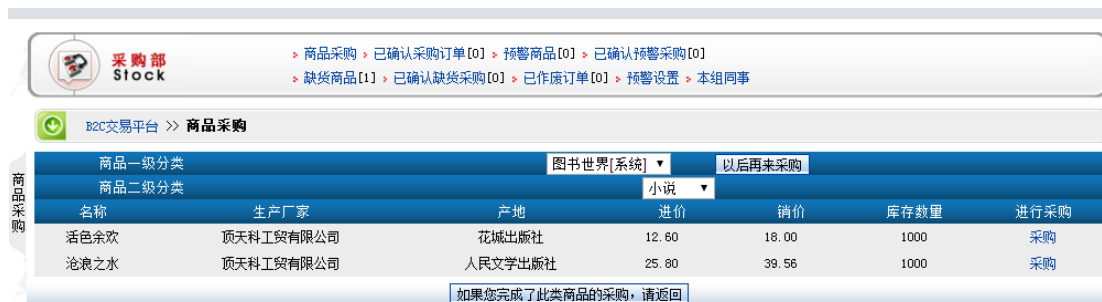 采购部
Stock
» 商品采购 » 已确认采购订单[0] » 预警商品[0] » 已确认预警采购[0]
» 缺货商品[1] » 已确认缺货采购[0] » 已作废订单[0] » 预警设置 » 本组同事
B2C交易平台 >> 商品采购
商品采购
商品一级分类 图书世界[系统] ▼ 以后再来采购
商品二级分类 小说 ▼
名称 生产厂家 产地 进价 销价 库存数量 进行采购
活色余欢 顶天科工贸有限公司 花城出版社 12.60 18.00 1000 采购
沧浪之水 顶天科工贸有限公司 人民文学出版社 25.80 39.56 1000 采购
如果您完成了此类商品的采购，请返回